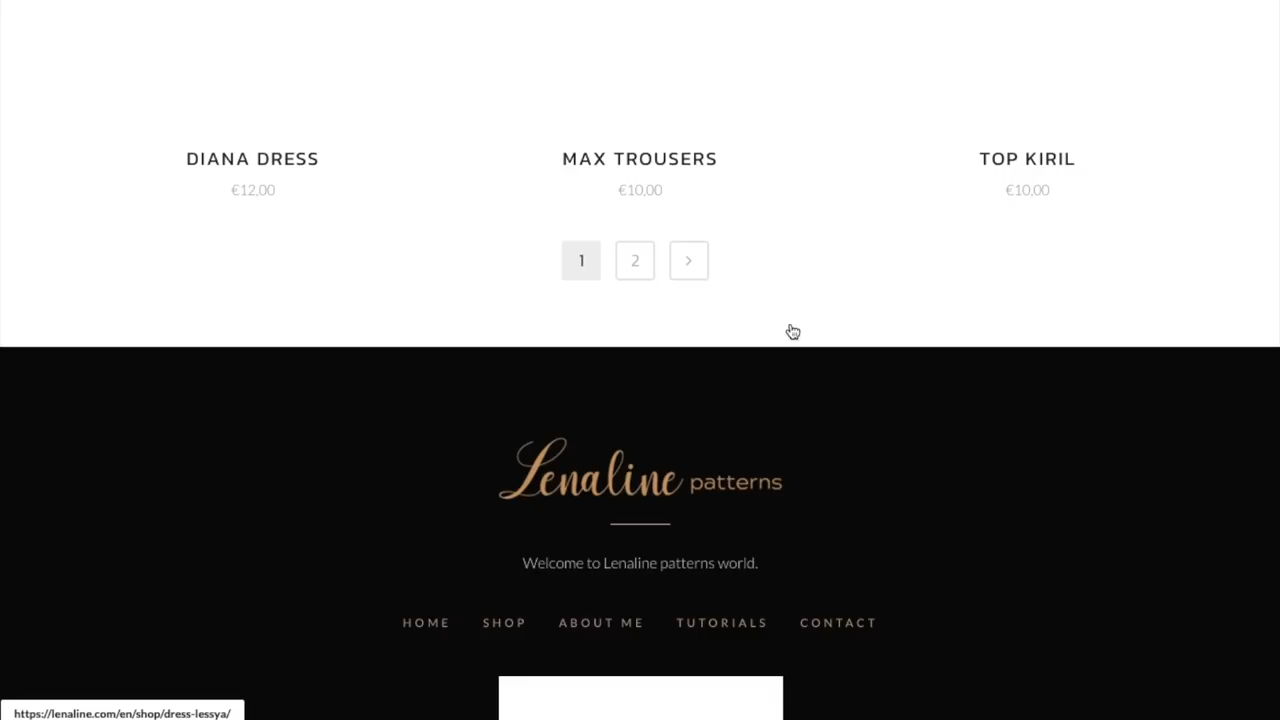 DIANA DRESS
€12,00
MAX TROUSERS
€10,00
TOP KIRIL
€10,00
1 2 >
Lenaline patterns
Welcome to Lenaline patterns world.
HOME SHOP ABOUT ME TUTORIALS CONTACT
https://lenaline.com/en/shop/dress-lessya/